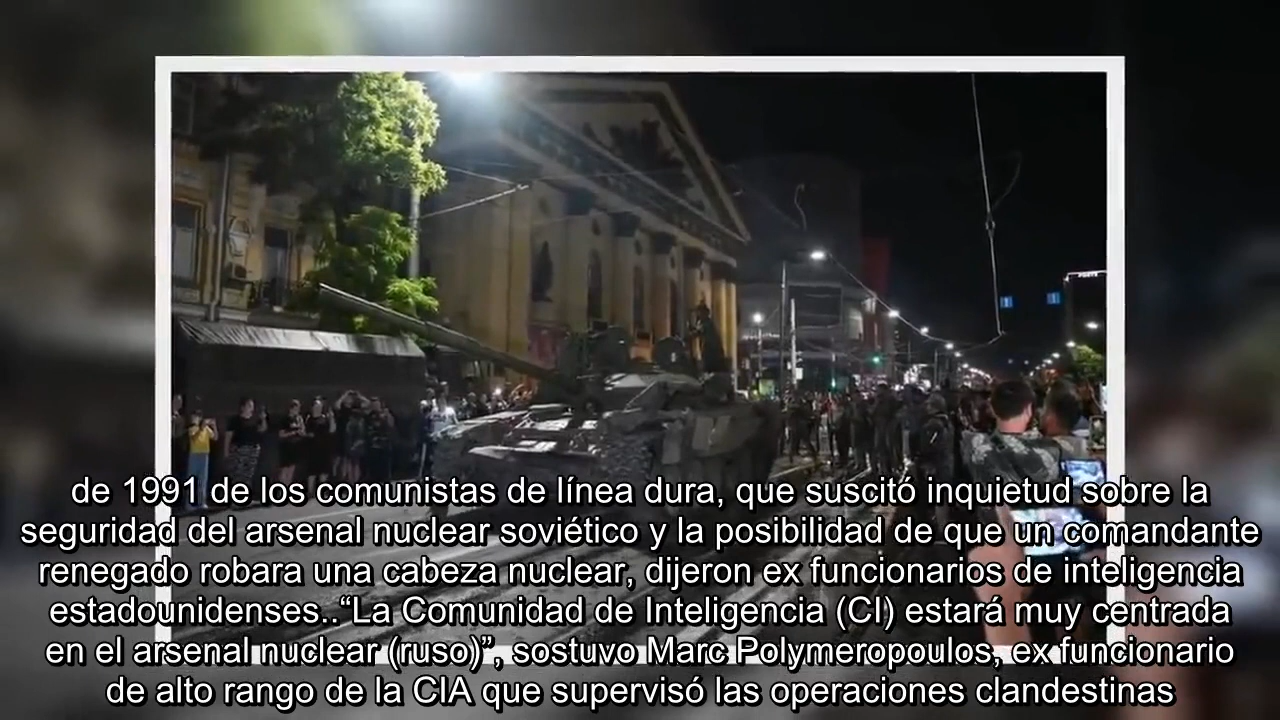 de 1991 de los comunistas de línea dura, que suscitó inquietud sobre la
seguridad del arsenal nuclear soviético y la posibilidad de que un comandante
renegado robara una cabeza nuclear, dijeron ex funcionarios de inteligencia
estadounidenses.. “La Comunidad de Inteligencia (CI) estará muy centrada
en el arsenal nuclear (ruso)”, sostuvo Marc Polymeropoulos, ex funcionario
de alto rango de la CIA que supervisó las operaciones clandestinas